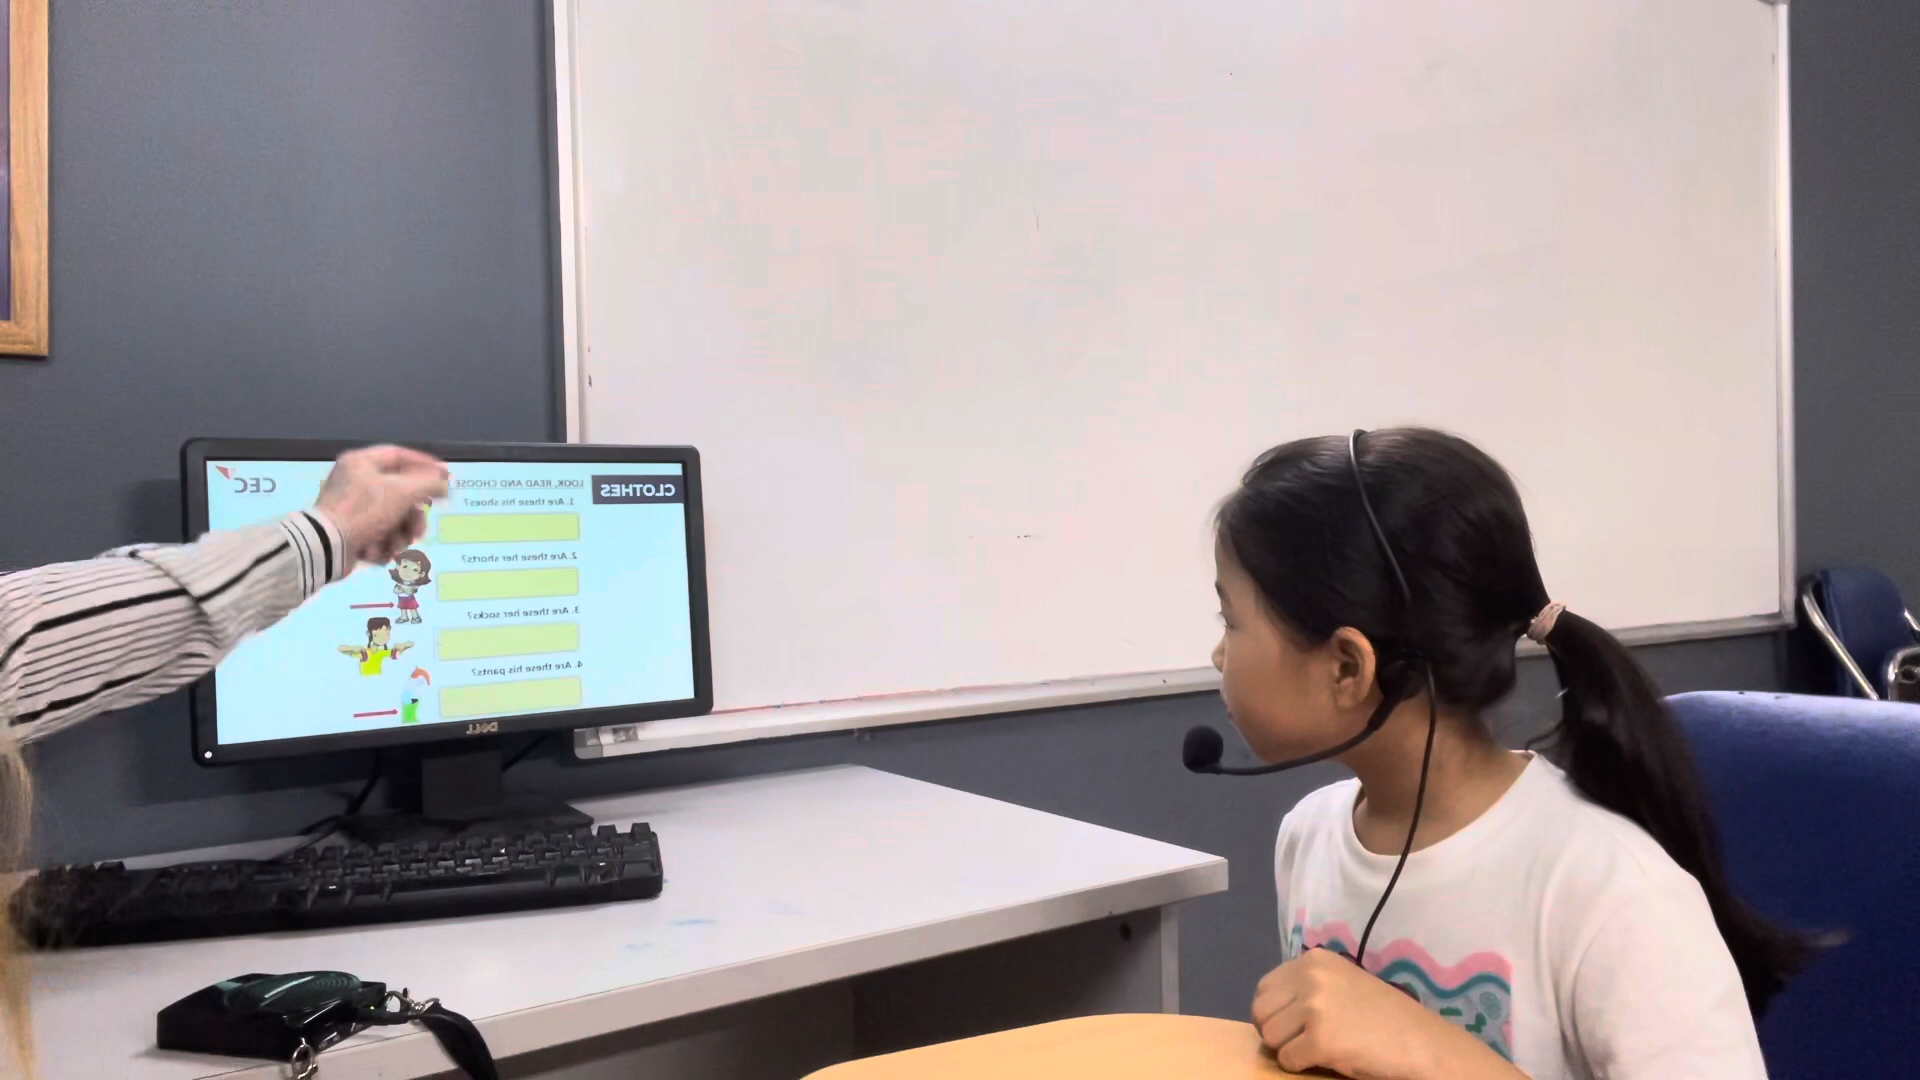 CLOTHES
LOOK, READ AND CHOOSE
CEC
1. Are these his shoes?
2. Are these her shorts?
3. Are these her socks?
4. Are these his pants?
DELL